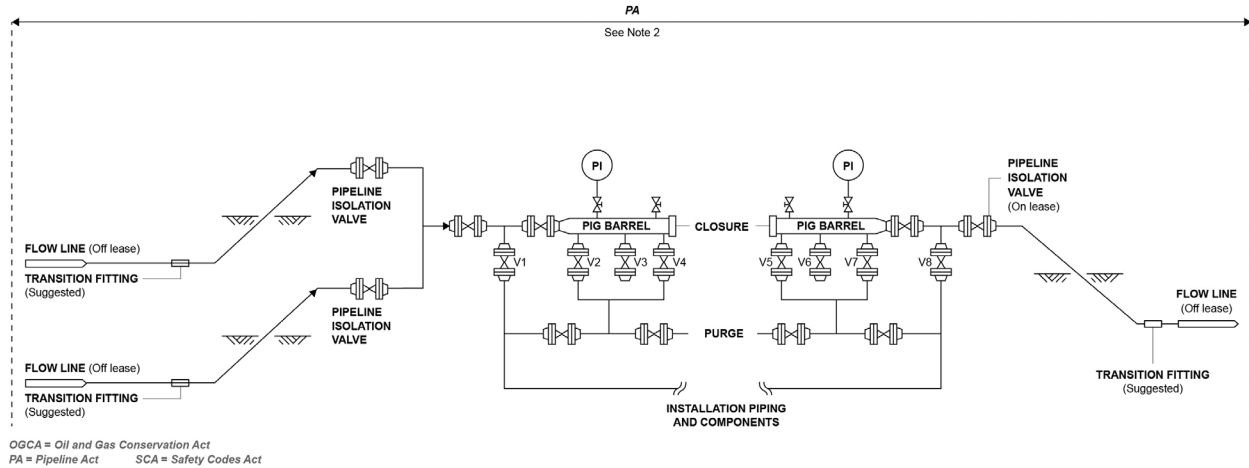 PA
See Note 2
PI
PI
PIPELINE
ISOLATION
VALVE
(On lease)
PIPELINE
ISOLATION
VALVE
PIG BARREL
CLOSURE
PIG BARREL
FLOW LINE (Off lease)
TRANSITION FITTING
(Suggested)
V1
V2
V3
V4
V5
V6
V7
V8
FLOW LINE
(Off lease)
PIPELINE
ISOLATION
VALVE
PURGE
FLOW LINE (Off lease)
TRANSITION FITTING
(Suggested)
TRANSITION FITTING
(Suggested)
INSTALLATION PIPING
AND COMPONENTS
OGCA = Oil and Gas Conservation Act
PA = Pipeline Act SCA = Safety Codes Act